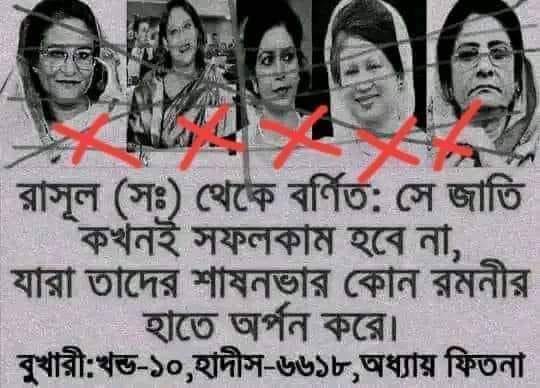 রাসূল (সঃ) থেকে বর্ণিত: সে জাতি
কখনই সফলকাম হবে না,
যারা তাদের শাষনভার কোন রমনীর
হাতে অর্পন করে।
বুখারী:খন্ড-১০,হাদীস-৬৬১৮,অধ্যায় ফিতনা